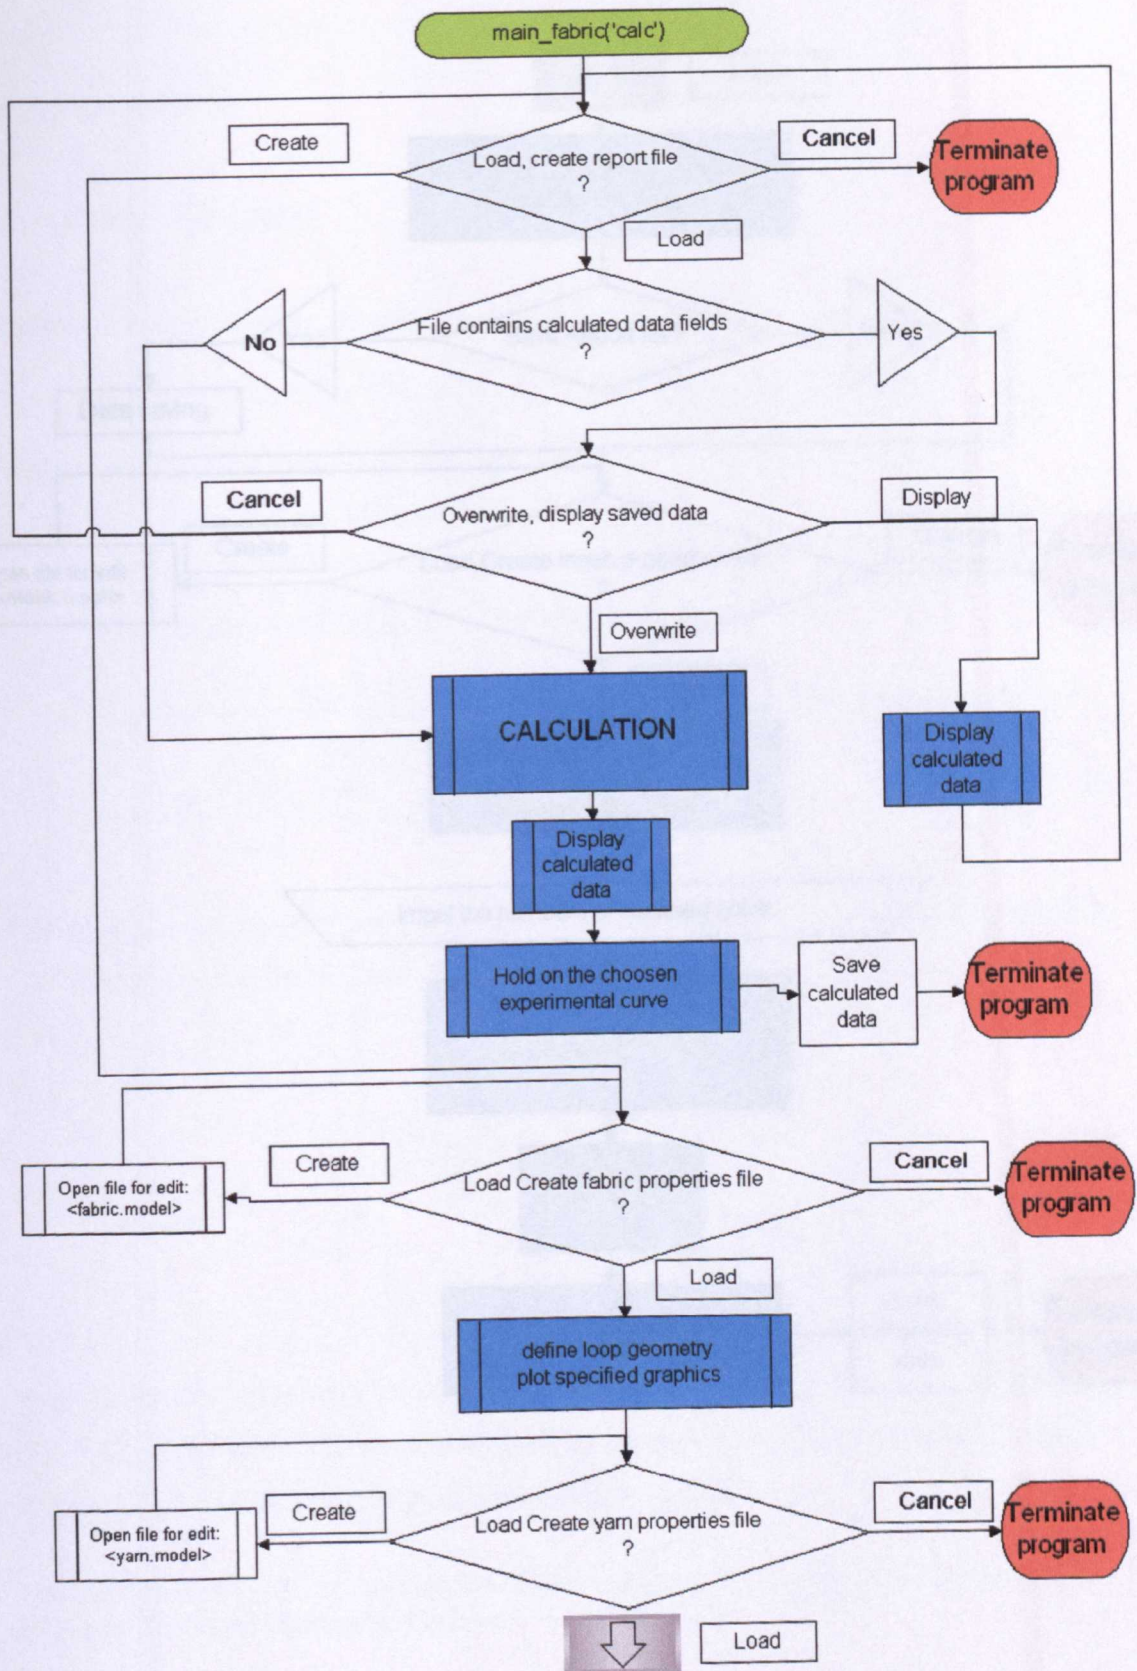 main_fabric('calc')
Create
Load, create report file
?
Cancel
Terminate
program
Load
No
File contains calculated data fields
?
Yes
Cancel
Overwrite, display saved data
?
Display
Overwrite
CALCULATION
Display
calculated
data
Display
calculated
data
Hold on the choosen
experimental curve
Save
calculated
data
Terminate
program
Open file for edit:
<fabric.model>
Create
Load Create fabric properties file
?
Cancel
Terminate
program
Load
define loop geometry
plot specified graphics
Open file for edit:
<yarn.model>
Create
Load Create yarn properties file
?
Cancel
Terminate
program
Load